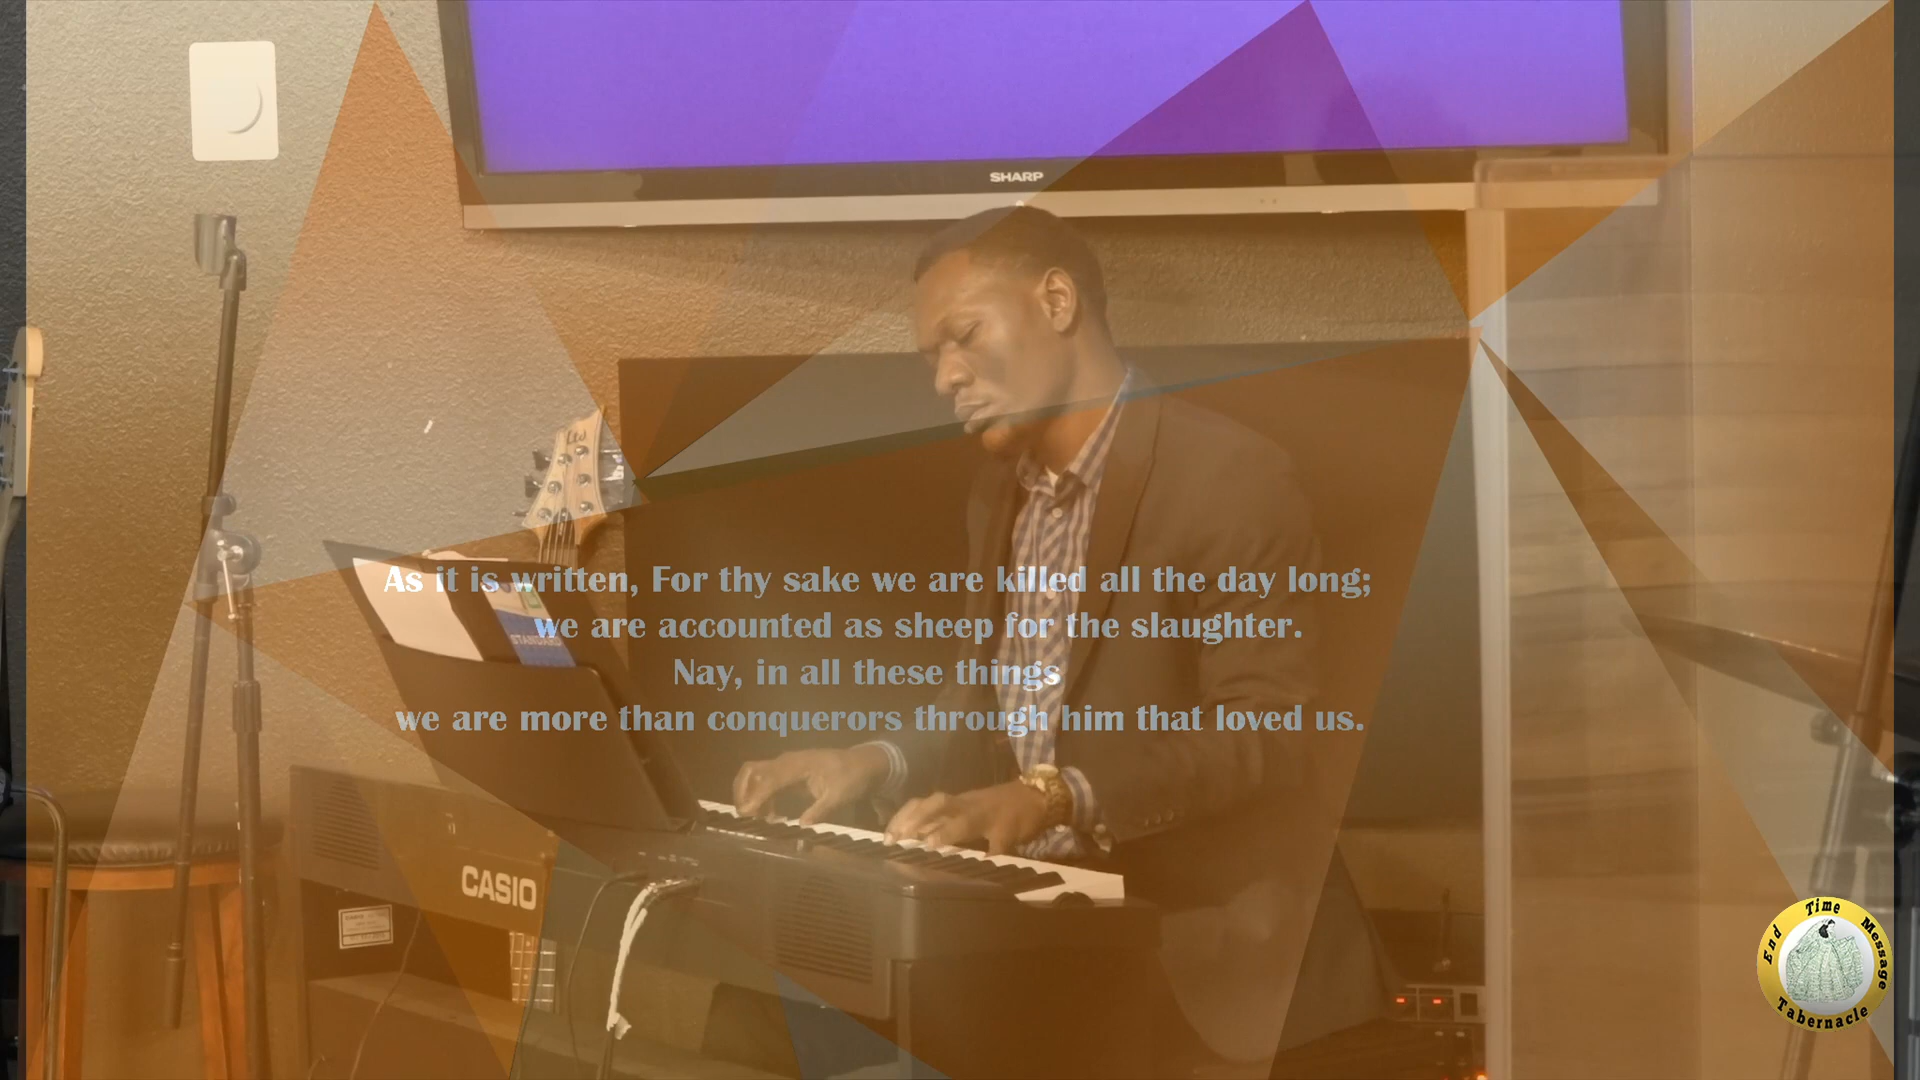 SHARP
Ltd
As it is written, For thy sake we are killed all the day long;
we are accounted as sheep for the slaughter.
Nay, in all these things
we are more than conquerors through him that loved us.
STANDARD
CASIO
End Time Message
Tabernacle